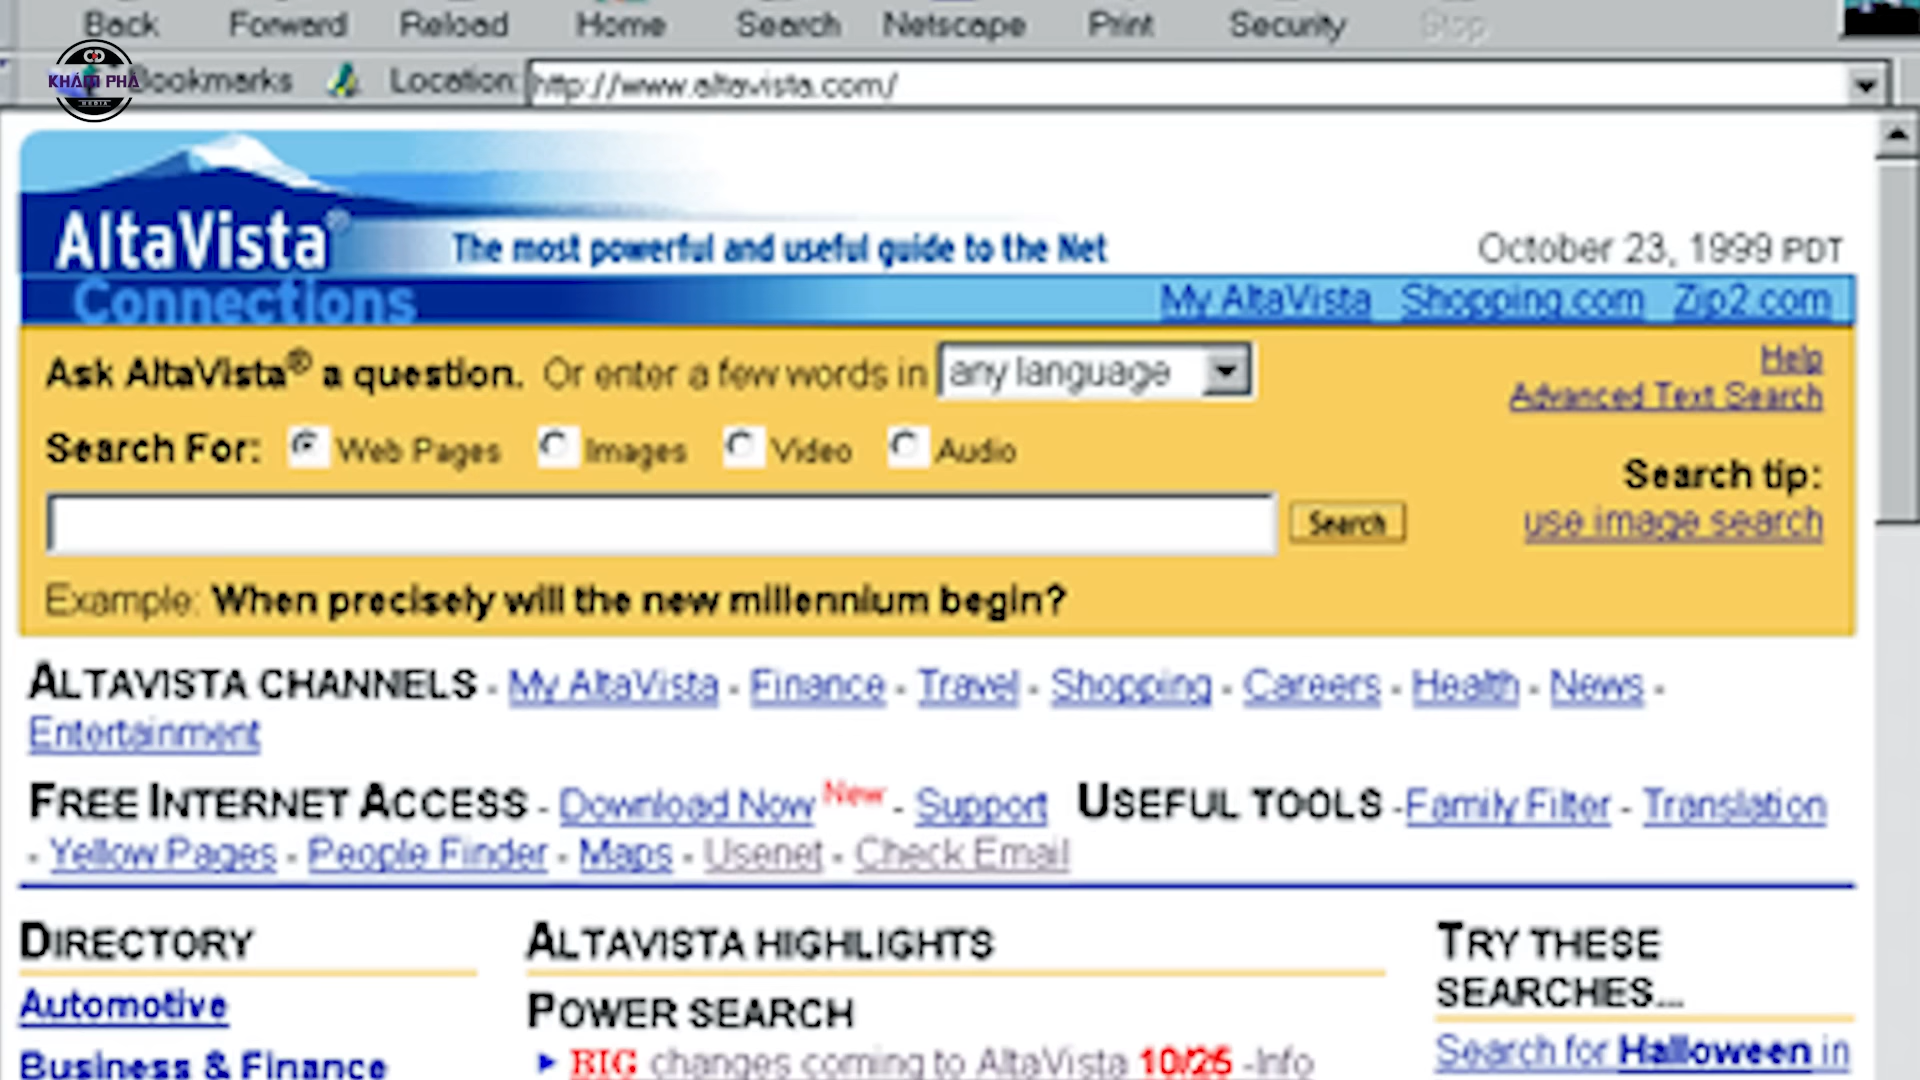 Back Forward Reload Home Search Netscape Print Security Stop
KHÁM PHÁ
MEDIA
Bookmarks Location: http://www.altavista.com/
AltaVista®
The most powerful and useful guide to the Net
October 23, 1999 PDT
Connections
My AltaVista Shopping.com Zip2.com
Ask AltaVista® a question. Or enter a few words in any language
Help
Advanced Text Search
Search For: Web Pages Images Video Audio
Search tip:
Search
use image search
Example: When precisely will the new millennium begin?
ALTAVISTA CHANNELS - My AltaVista - Finance - Travel - Shopping - Careers - Health - News -
Entertainment
FREE INTERNET ACCESS - Download Now New - Support USEFUL TOOLS -Family Filter - Translation
- Yellow Pages - People Finder - Maps - Usenet - Check Email
DIRECTORY
Automotive
Business & Finance
ALTAVISTA HIGHLIGHTS
POWER SEARCH
BIG changes coming to AltaVista 10/25 -Info
TRY THESE
SEARCHES...
Search for Halloween in